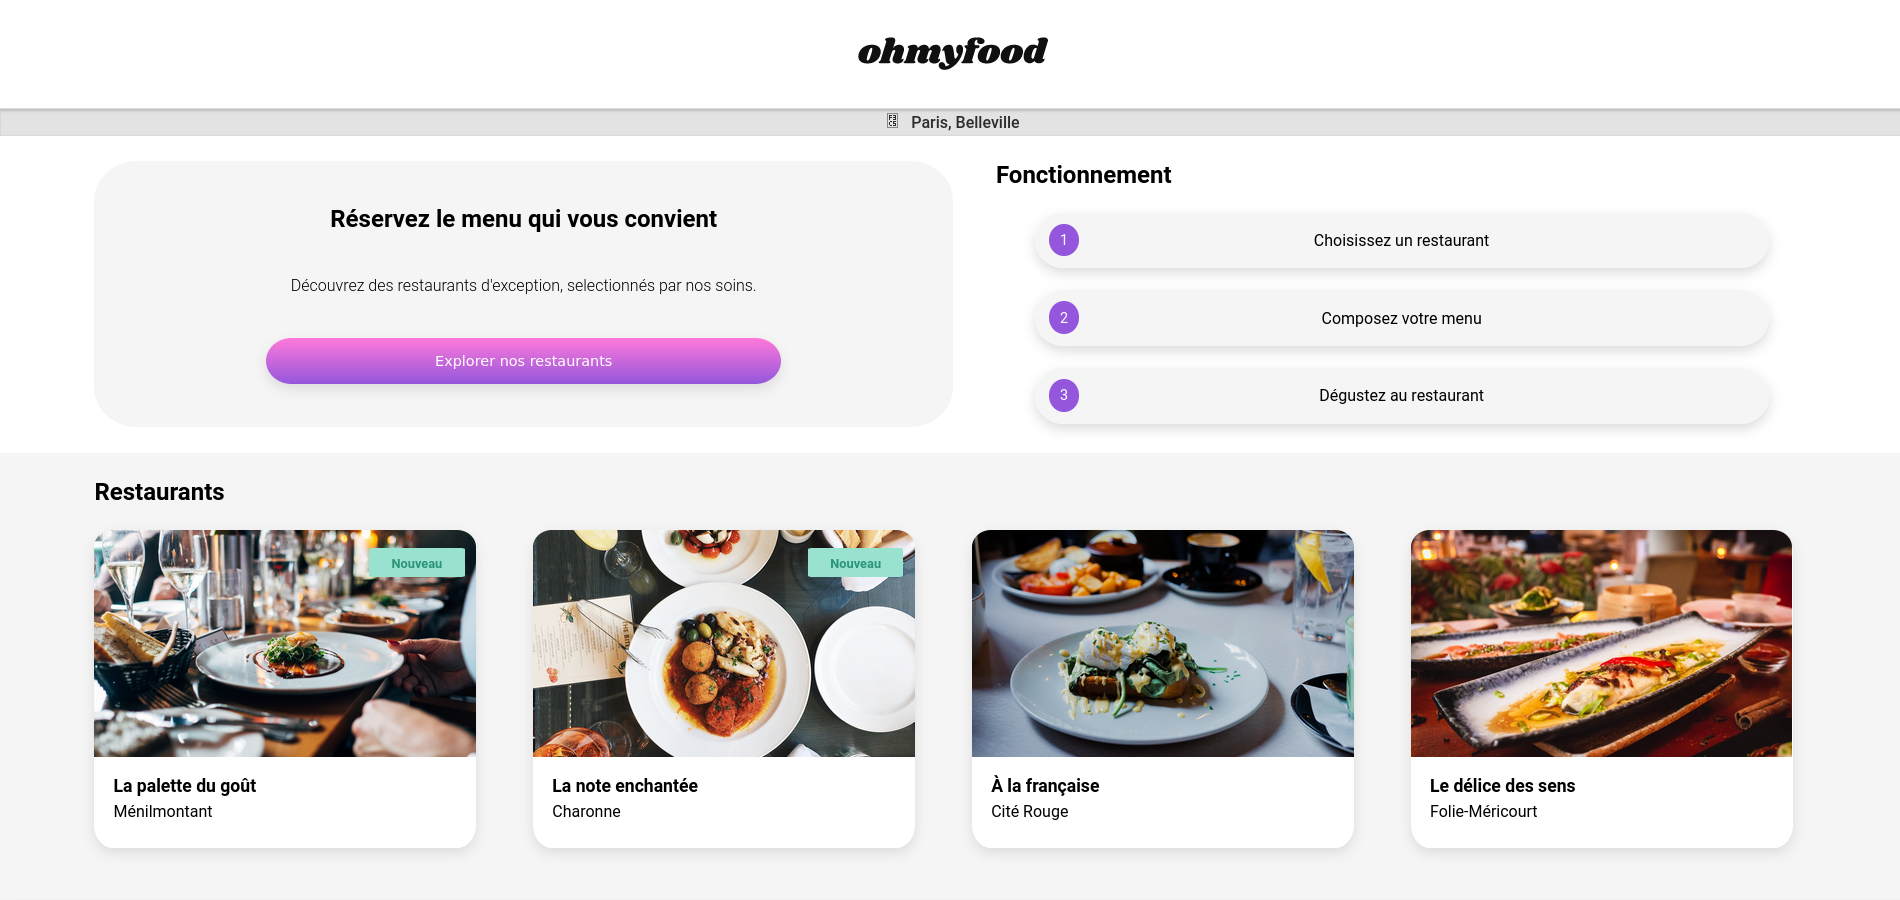 ohmyfood
Paris, Belleville
Réservez le menu qui vous convient
Découvrez des restaurants d'exception, selectionnés par nos soins.
Explorer nos restaurants
Fonctionnement
1 Choisissez un restaurant
2 Composez votre menu
3 Dégustez au restaurant
Restaurants
Nouveau
La palette du goût
Ménilmontant
Nouveau
La note enchantée
Charonne
À la française
Cité Rouge
Le délice des sens
Folie-Méricourt